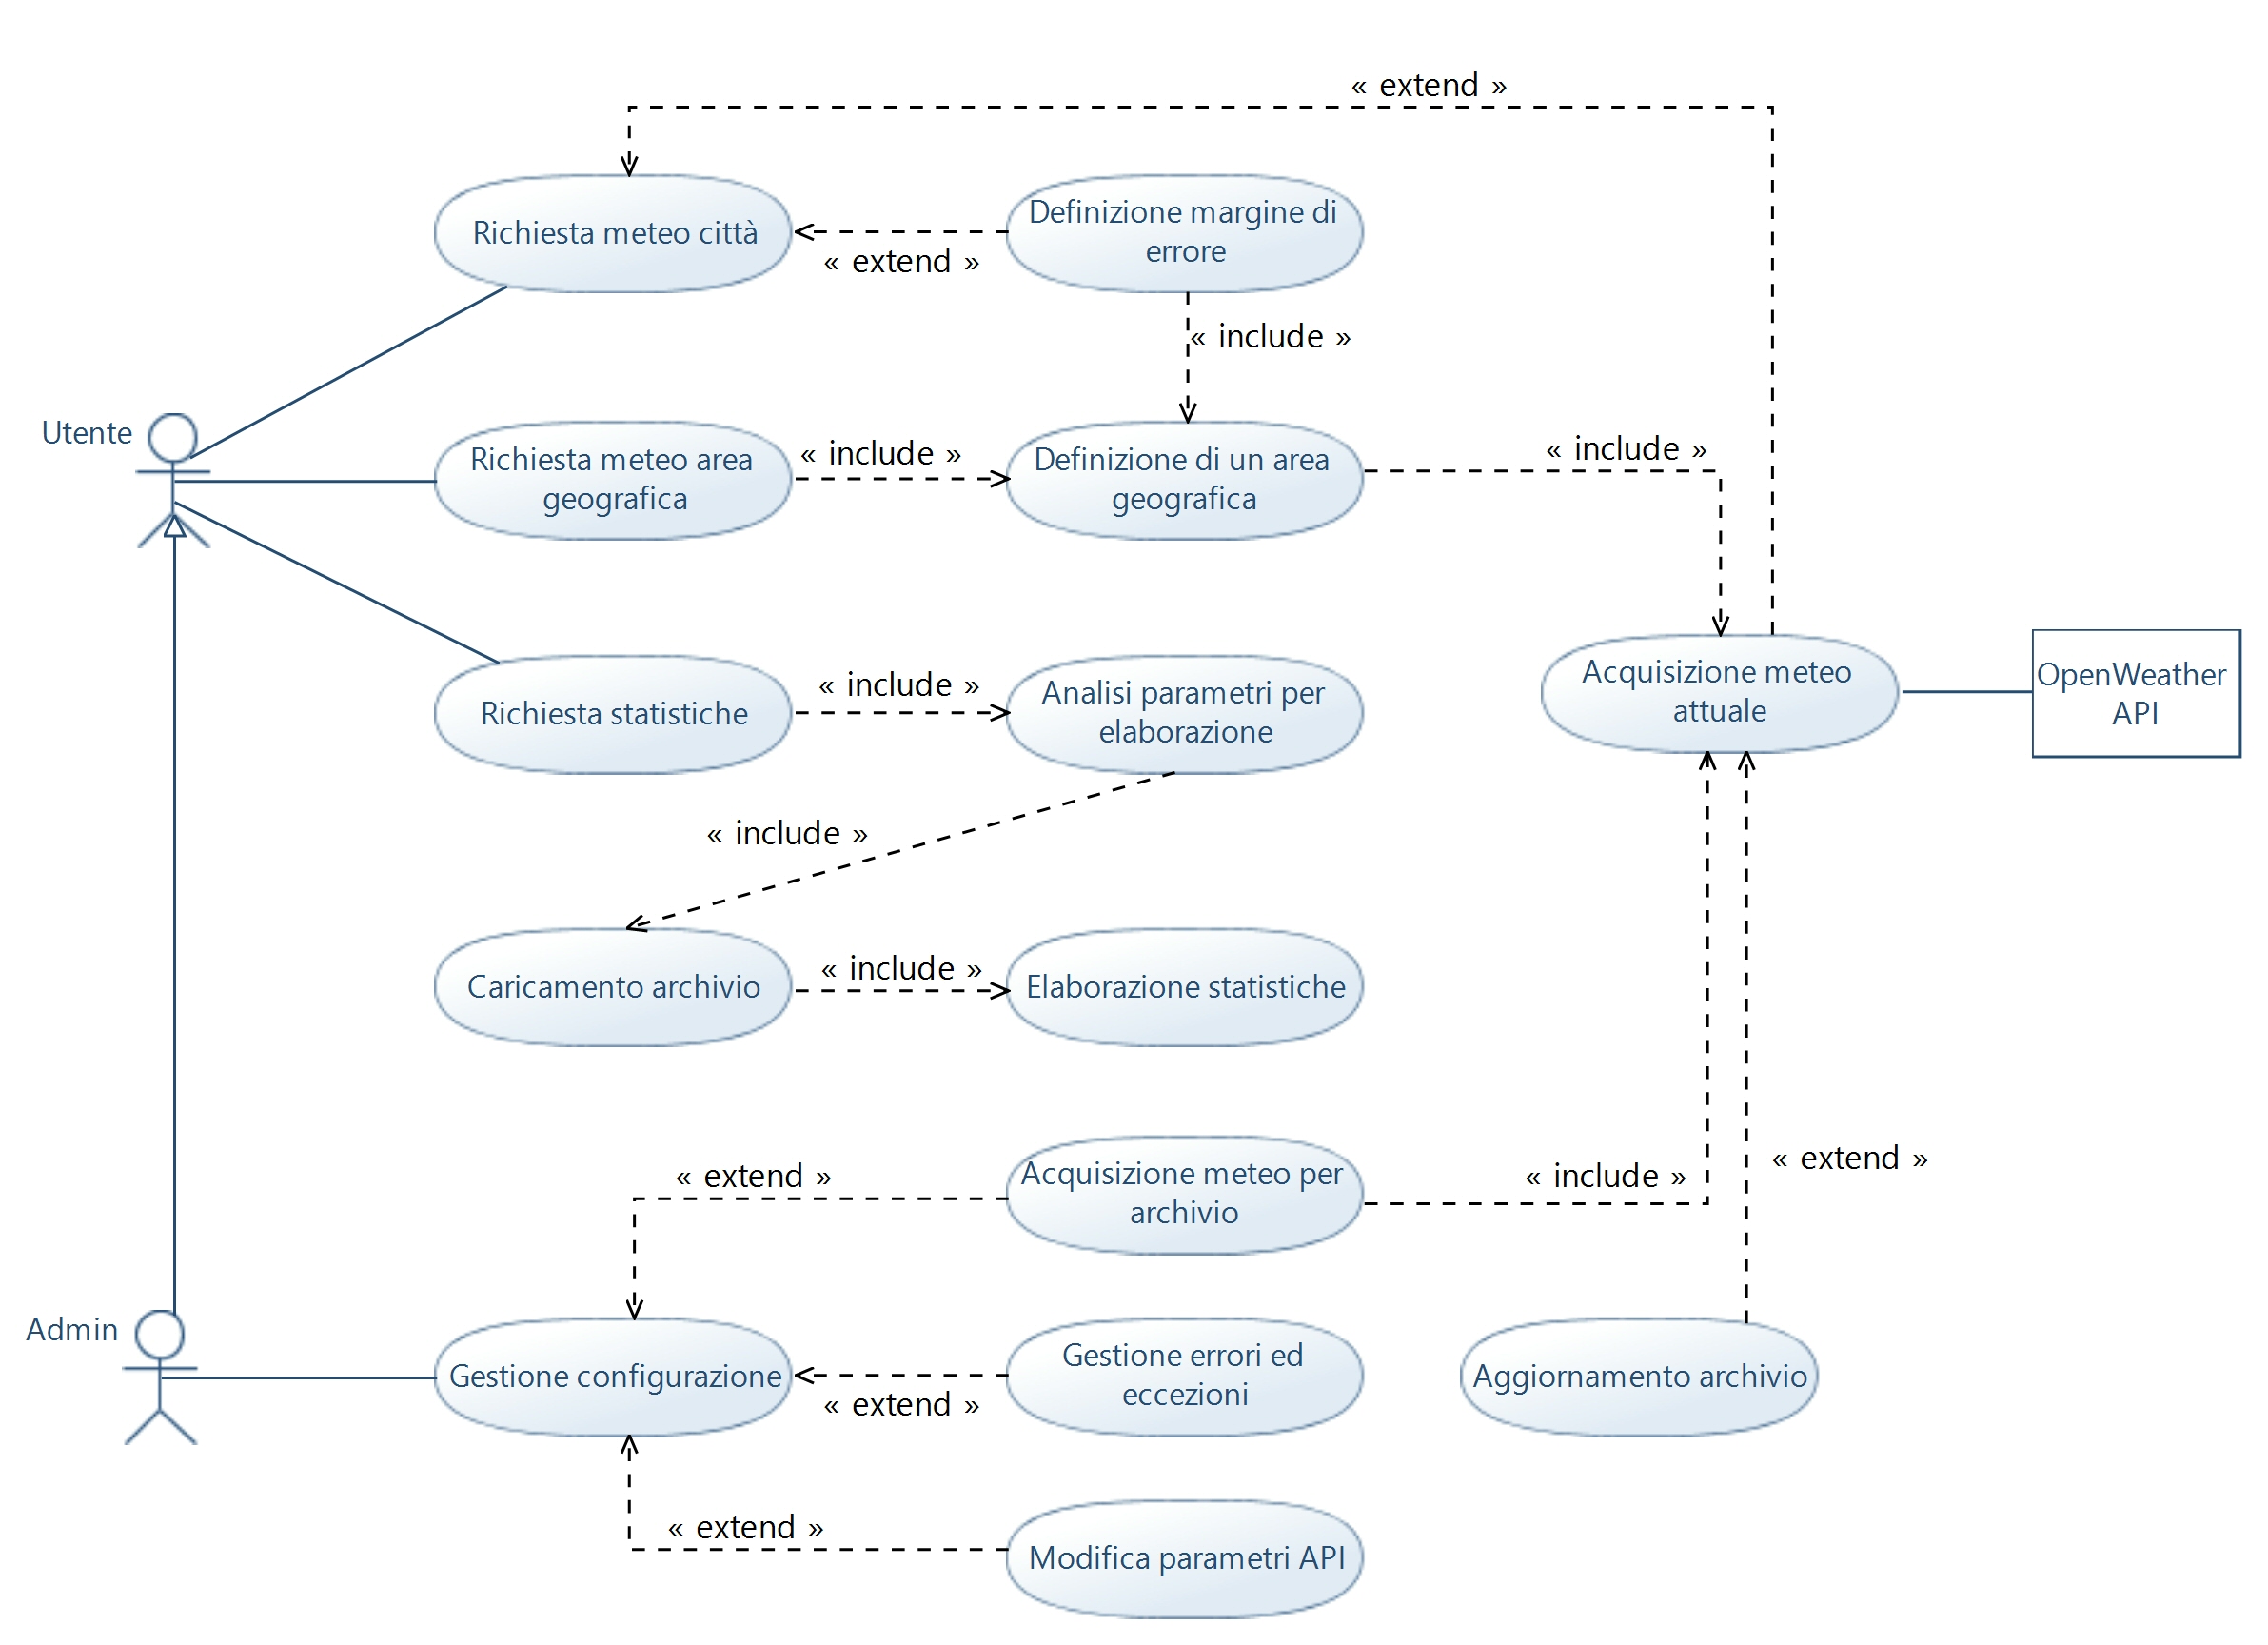 « extend »
Richiesta meteo città
Definizione margine di
errore
« extend »
« include »
Utente
Richiesta meteo area
geografica
« include »
Definizione di un area
geografica
« include »
Richiesta statistiche
« include »
Analisi parametri per
elaborazione
Acquisizione meteo
attuale
OpenWeather
API
« include »
Caricamento archivio
« include »
Elaborazione statistiche
« extend »
Acquisizione meteo per
archivio
« include »
« extend »
Admin
Gestione configurazione
Gestione errori ed
eccezioni
« extend »
Aggiornamento archivio
« extend »
Modifica parametri API